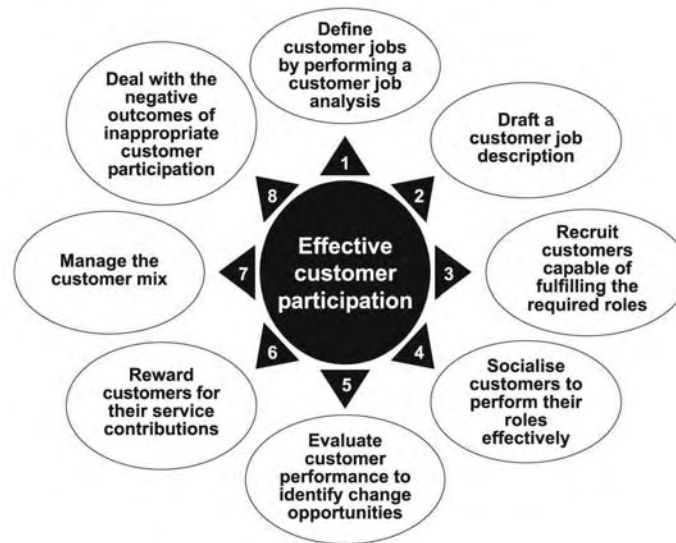 Define
customer jobs
by performing a
customer job
analysis
Draft a
customer job
description
Recruit
customers
capable of
fulfilling the
required roles
Socialise
customers to
perform their
roles
effectively
Evaluate
customer
performance to
identify change
opportunities
Reward
customers for
their service
contributions
Manage the
customer mix
Deal with the
negative
outcomes of
inappropriate
customer
participation
1
2
3
4
5
6
7
8
Effective
customer
participation